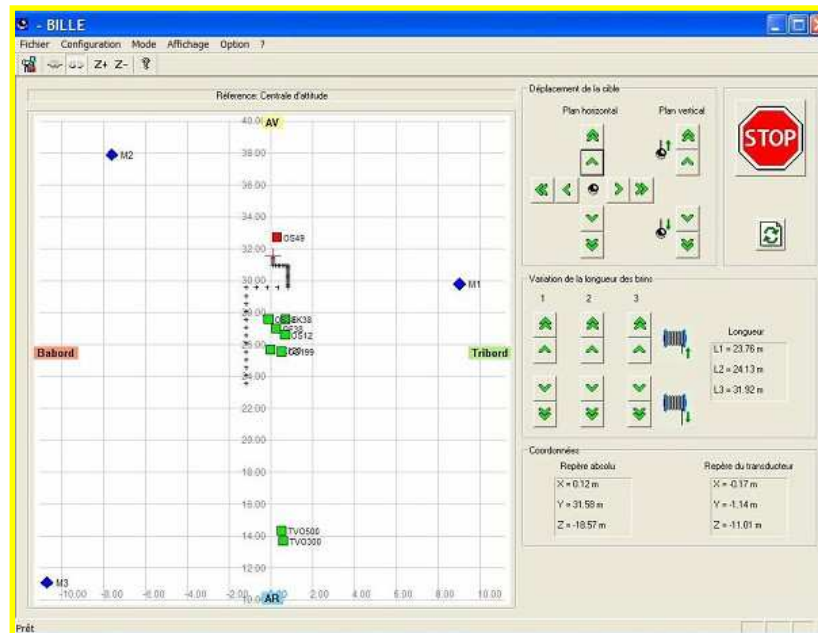 - BILLE
Fichier Configuration Mode Affichage Option ?
Z+ Z- ?
Réference: Centrale d'attitude
AV
40.00
38.00
36.00
34.00
32.00
30.00
28.00
26.00
24.00
22.00
20.00
18.00
16.00
14.00
12.00
M2
OS49
M1
EK38
OS12
Babord
Tribord
TVO500
TVO300
M3
-10.00 -8.00 -6.00 -4.00 2.00 4.00 6.00 8.00 10.00
AR
Déplacement de la cible
Plan horizontal
Plan vertical
STOP
Variation de la longueur des brins
1 2 3
Longueur
L1 = 23.76 m
L2 = 24.13 m
L3 = 31.92 m
Coordonnées
Repère absolu
X = 0.12 m
Y = 31.58 m
Z = -18.57 m
Repère du transducteur
X = -0.17 m
Y = -1.14 m
Z = -11.01 m
Prêt